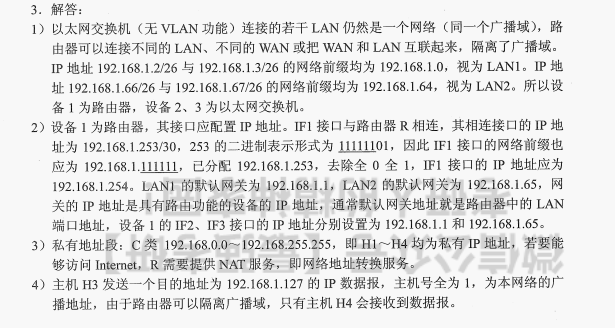 3．解答：
1）以太网交换机（无 VLAN 功能）连接的若干 LAN 仍然是一个网络（同一个广播域），路
由器可以连接不同的 LAN、不同的 WAN 或把 WAN 和 LAN 互联起来，隔离了广播域。
IP 地址 192.168.1.2/26 与 192.168.1.3/26 的网络前缀均为 192.168.1.0，视为 LAN1。IP 地
址 192.168.1.66/26 与 192.168.1.67/26 的网络前缀均为 192.168.1.64，视为 LAN2。所以设
备 1 为路由器，设备 2、3 为以太网交换机。
2）设备 1 为路由器，其接口应配置 IP 地址。IF1 接口与路由器 R 相连，其相连接口的 IP 地
址为 192.168.1.253/30，253 的二进制表示形式为 11111101，因此 IF1 接口的网络前缀也
应为 192.168.1.111111，已分配 192.168.1.253，去除全 0 全 1，IF1 接口的 IP 地址应为
192.168.1.254。LAN1 的默认网关为 192.168.1.1，LAN2 的默认网关为 192.168.1.65，网
关的 IP 地址是具有路由功能的设备的 IP 地址，通常默认网关地址就是路由器中的 LAN
端口地址，设备 1 的 IF2、IF3 接口的 IP 地址分别设置为 192.168.1.1 和 192.168.1.65。
3）私有地址段：C 类 192.168.0.0～192.168.255.255，即 H1～H4 均为私有 IP 地址，若要能
够访问 Internet，R 需要提供 NAT 服务，即网络地址转换服务。
4）主机 H3 发送一个目的地址为 192.168.1.127 的 IP 数据报，主机号全为 1，为本网络的广
播地址，由于路由器可以隔离广播域，只有主机 H4 会接收到数据报。